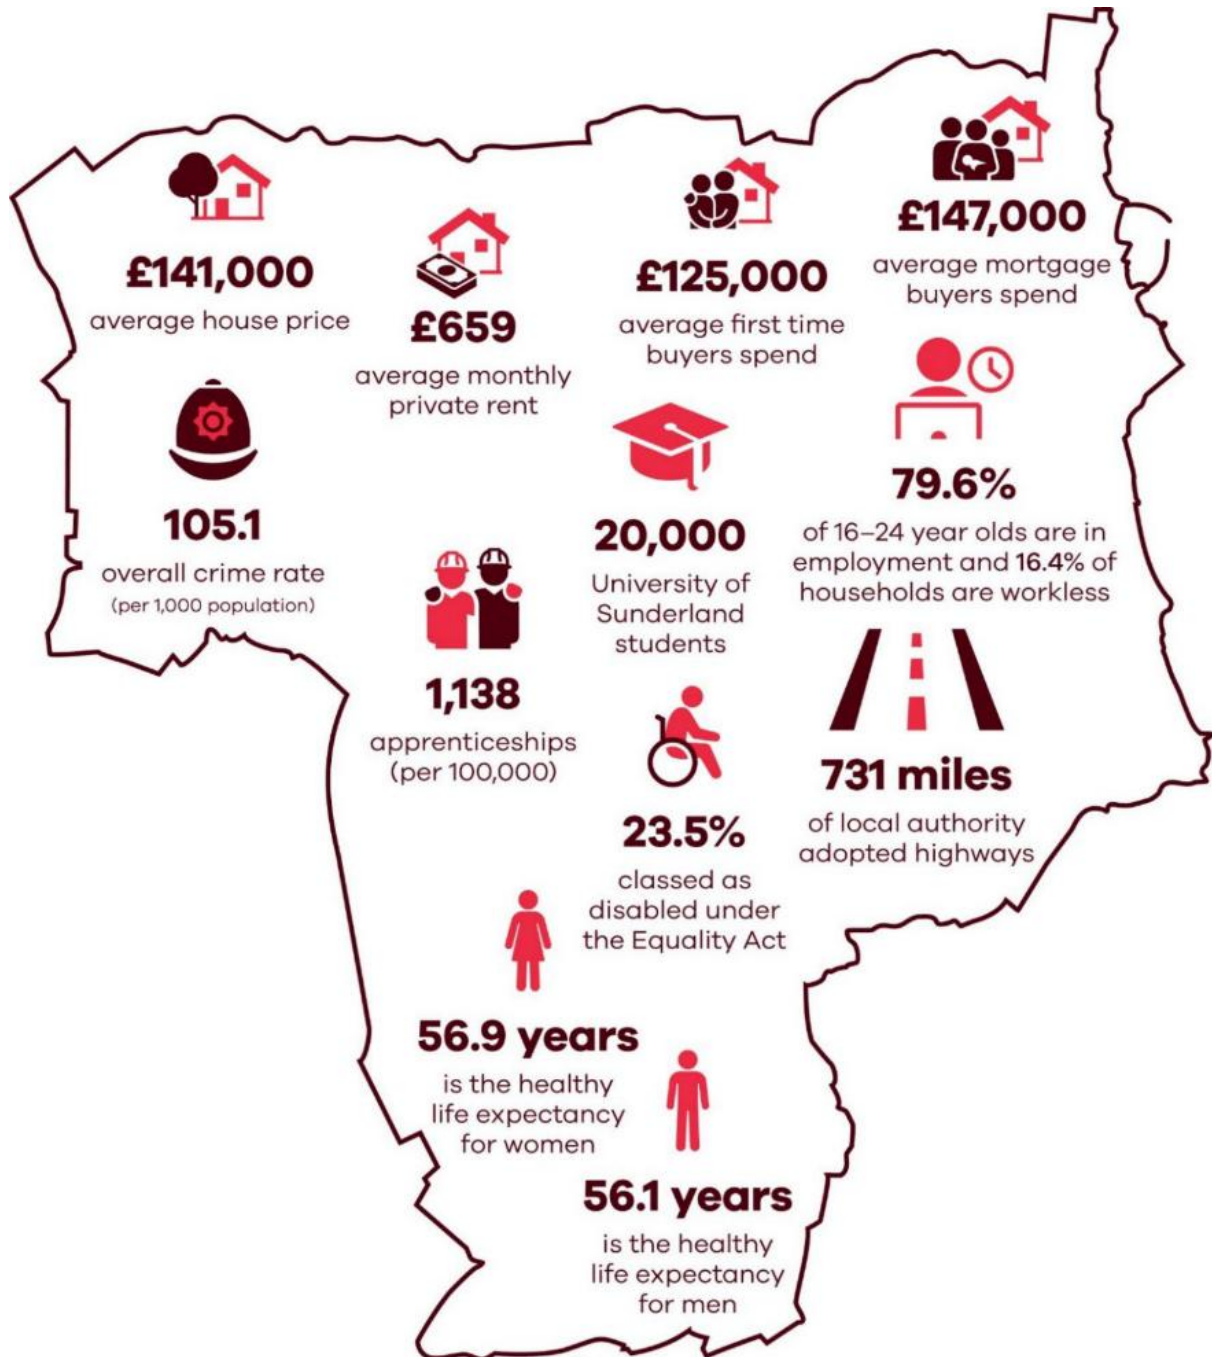 £141,000
average house price
£659
average monthly
private rent
£125,000
average first time
buyers spend
£147,000
average mortgage
buyers spend
105.1
overall crime rate
(per 1,000 population)
1,138
apprenticeships
(per 100,000)
20,000
University of
Sunderland
students
79.6%
of 16–24 year olds are in
employment and 16.4% of
households are workless
23.5%
classed as
disabled under
the Equality Act
731 miles
of local authority
adopted highways
56.9 years
is the healthy
life expectancy
for women
56.1 years
is the healthy
life expectancy
for men